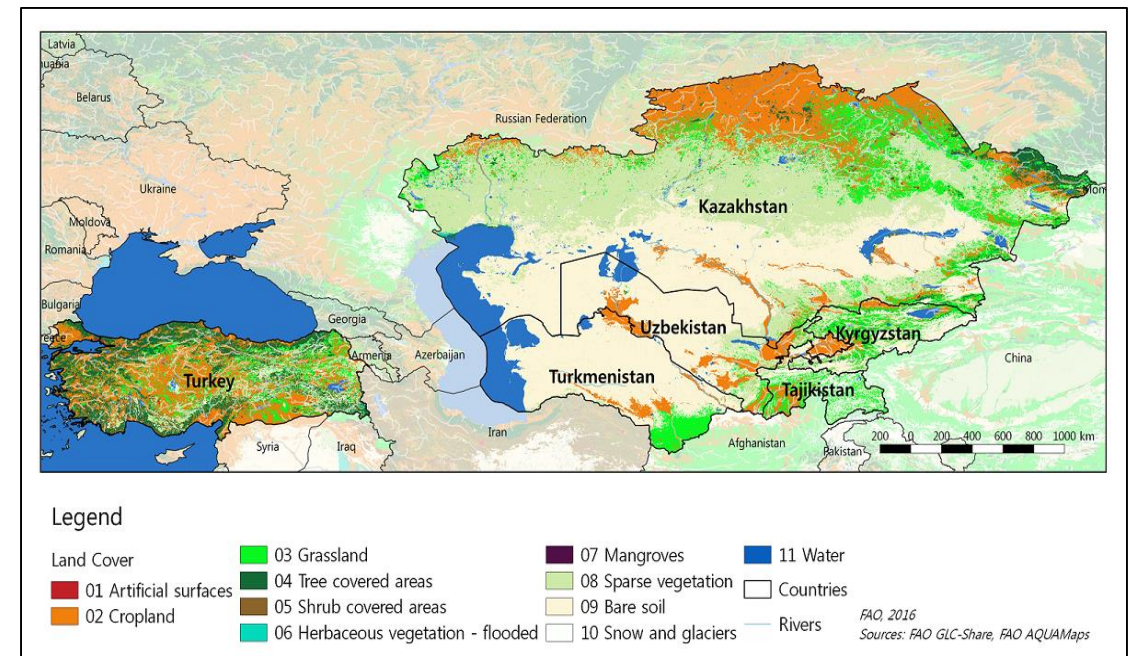 Latvia
Belarus
Russian Federation
Ukraine
Moldova
Romania
Kazakhstan
Bulgaria
Georgia
Uzbekistan
Kyrgyzstan
Armenia
Azerbaijan
China
Turkey
Turkmenistan
Tajikistan
Iran
Syria
Iraq
Afghanistan
Pakistan
200 0 200 400 600 800 1000 km
Legend
Land Cover
01 Artificial surfaces
02 Cropland
03 Grassland
04 Tree covered areas
05 Shrub covered areas
06 Herbaceous vegetation - flooded
07 Mangroves
08 Sparse vegetation
09 Bare soil
10 Snow and glaciers
11 Water
Countries
Rivers
FAO, 2016
Sources: FAO GLC-Share, FAO AQUAMaps